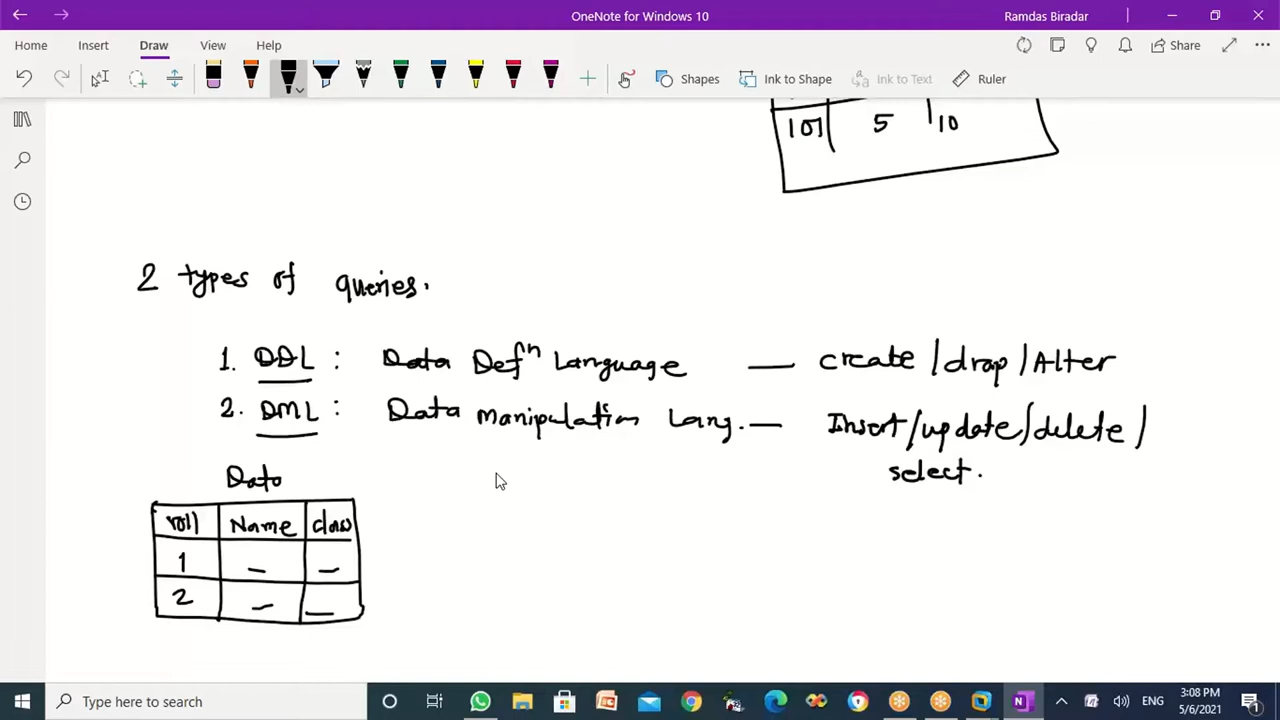 OneNote for Windows 10
Ramdas Biradar
Home Insert Draw View Help
Share
Shapes
Ink to Shape
Ink to Text
Ruler
101 5 10
2 types of queries.
1. DDL : Data Defⁿ Language — create /drop/Alter
2. DML : Data manipulation Lang. — Insert/update/delete/
select.
Data
roll Name class
1 – –
2 – –
Type here to search
ENG
3:08 PM
5/6/2021